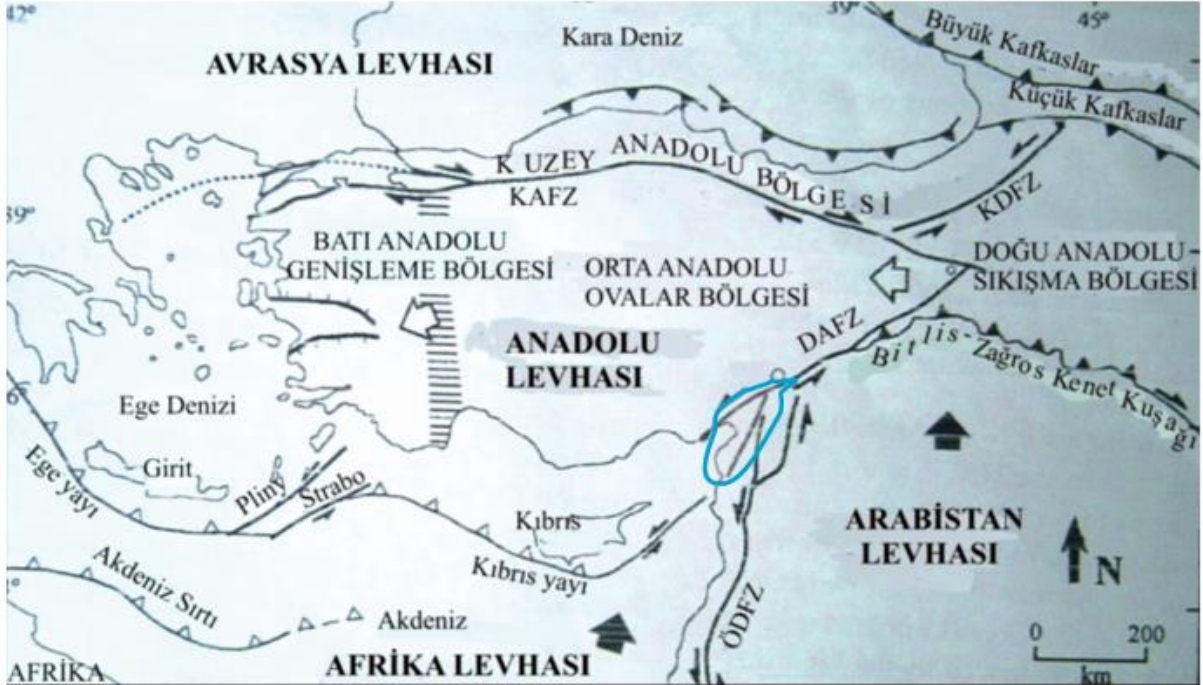 42°
39°
45°
Kara Deniz
Büyük Kafkaslar
AVRASYA LEVHASI
Küçük Kafkaslar
KUZEY ANADOLU BÖLGESİ
KAFZ
KDFZ
39°
BATI ANADOLU
GENİŞLEME BÖLGESİ
ORTA ANADOLU
OVALAR BÖLGESİ
DOĞU ANADOLU
SIKIŞMA BÖLGESİ
DAFZ
ANADOLU
LEVHASI
Bitlis-Zağros Kenet Kuşağı
Ege Denizi
Girit
Ege yayı
Pliny
Strabo
Kıbrıs
Kıbrıs yayı
ARABİSTAN
LEVHASI
N
Akdeniz Sırtı
Akdeniz
ÖDFZ
0 200
km
AFRİKA
AFRİKA LEVHASI